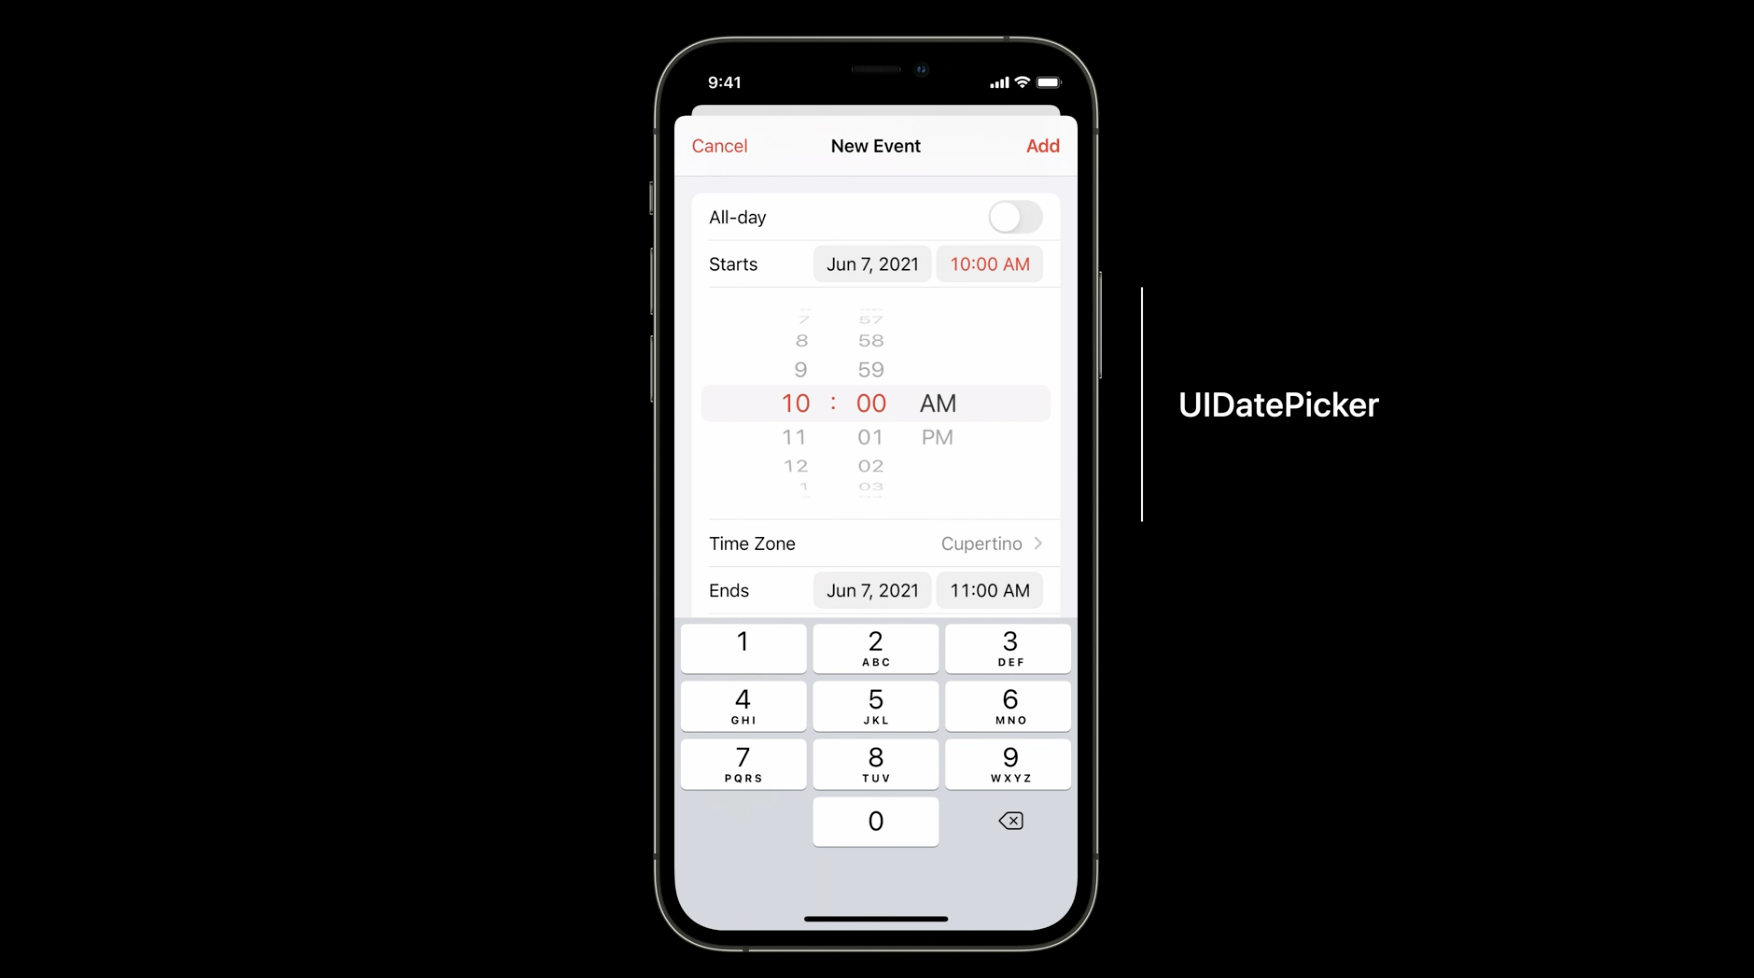 9:41
Cancel New Event Add
All-day
Starts Jun 7, 2021 10:00 AM
7 57
8 58
9 59
10 : 00 AM
11 01 PM
12 02
1 03
UIDatePicker
Time Zone Cupertino
Ends Jun 7, 2021 11:00 AM
1 2 3
ABC DEF
4 5 6
GHI JKL MNO
7 8 9
PQRS TUV WXYZ
0